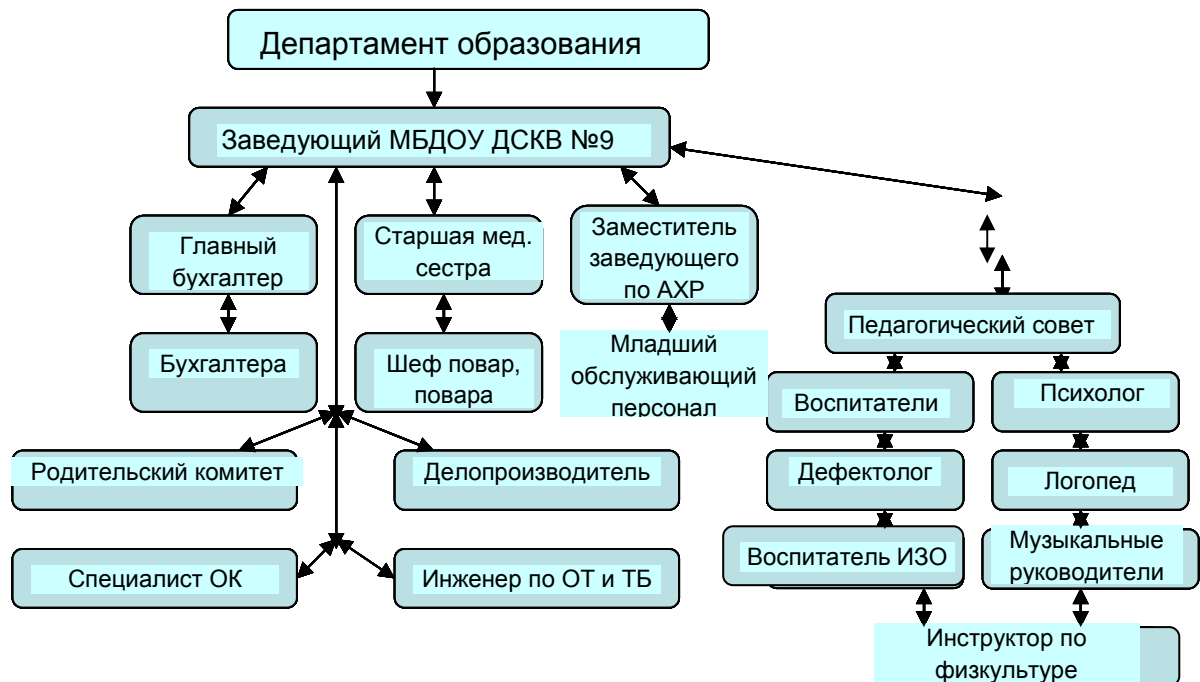 Департамент образования
Заведующий МБДОУ ДСКВ №9
Главный
бухгалтер
Старшая мед.
сестра
Заместитель
заведующего
по АХР
Педагогический совет
Бухгалтера
Шеф повар,
повара
Младший
обслуживающий
персонал
Воспитатели
Психолог
Родительский комитет
Делопроизводитель
Дефектолог
Логопед
Специалист ОК
Инженер по ОТ и ТБ
Воспитатель ИЗО
Музыкальные
руководители
Инструктор по
физкультуре